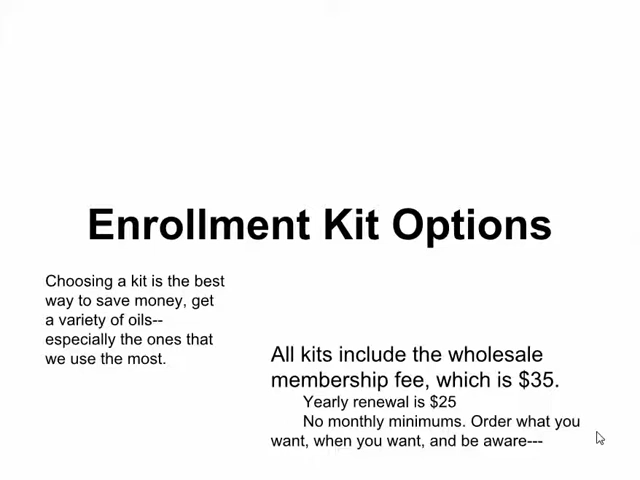 Enrollment Kit Options
Choosing a kit is the best
way to save money, get
a variety of oils--
especially the ones that
we use the most.
All kits include the wholesale
membership fee, which is $35.
Yearly renewal is $25
No monthly minimums. Order what you
want, when you want, and be aware---